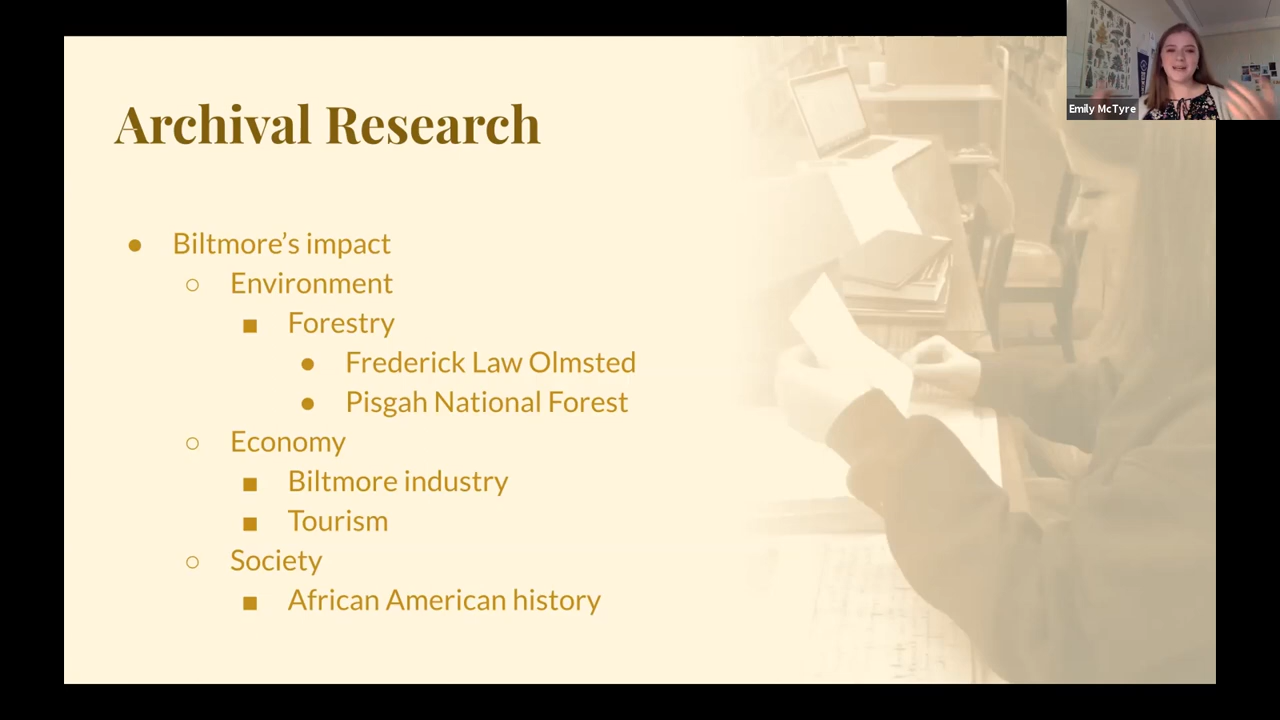 Archival Research
● Biltmore’s impact
○ Environment
■ Forestry
● Frederick Law Olmsted
● Pisgah National Forest
○ Economy
■ Biltmore industry
■ Tourism
○ Society
■ African American history
Emily McTyre